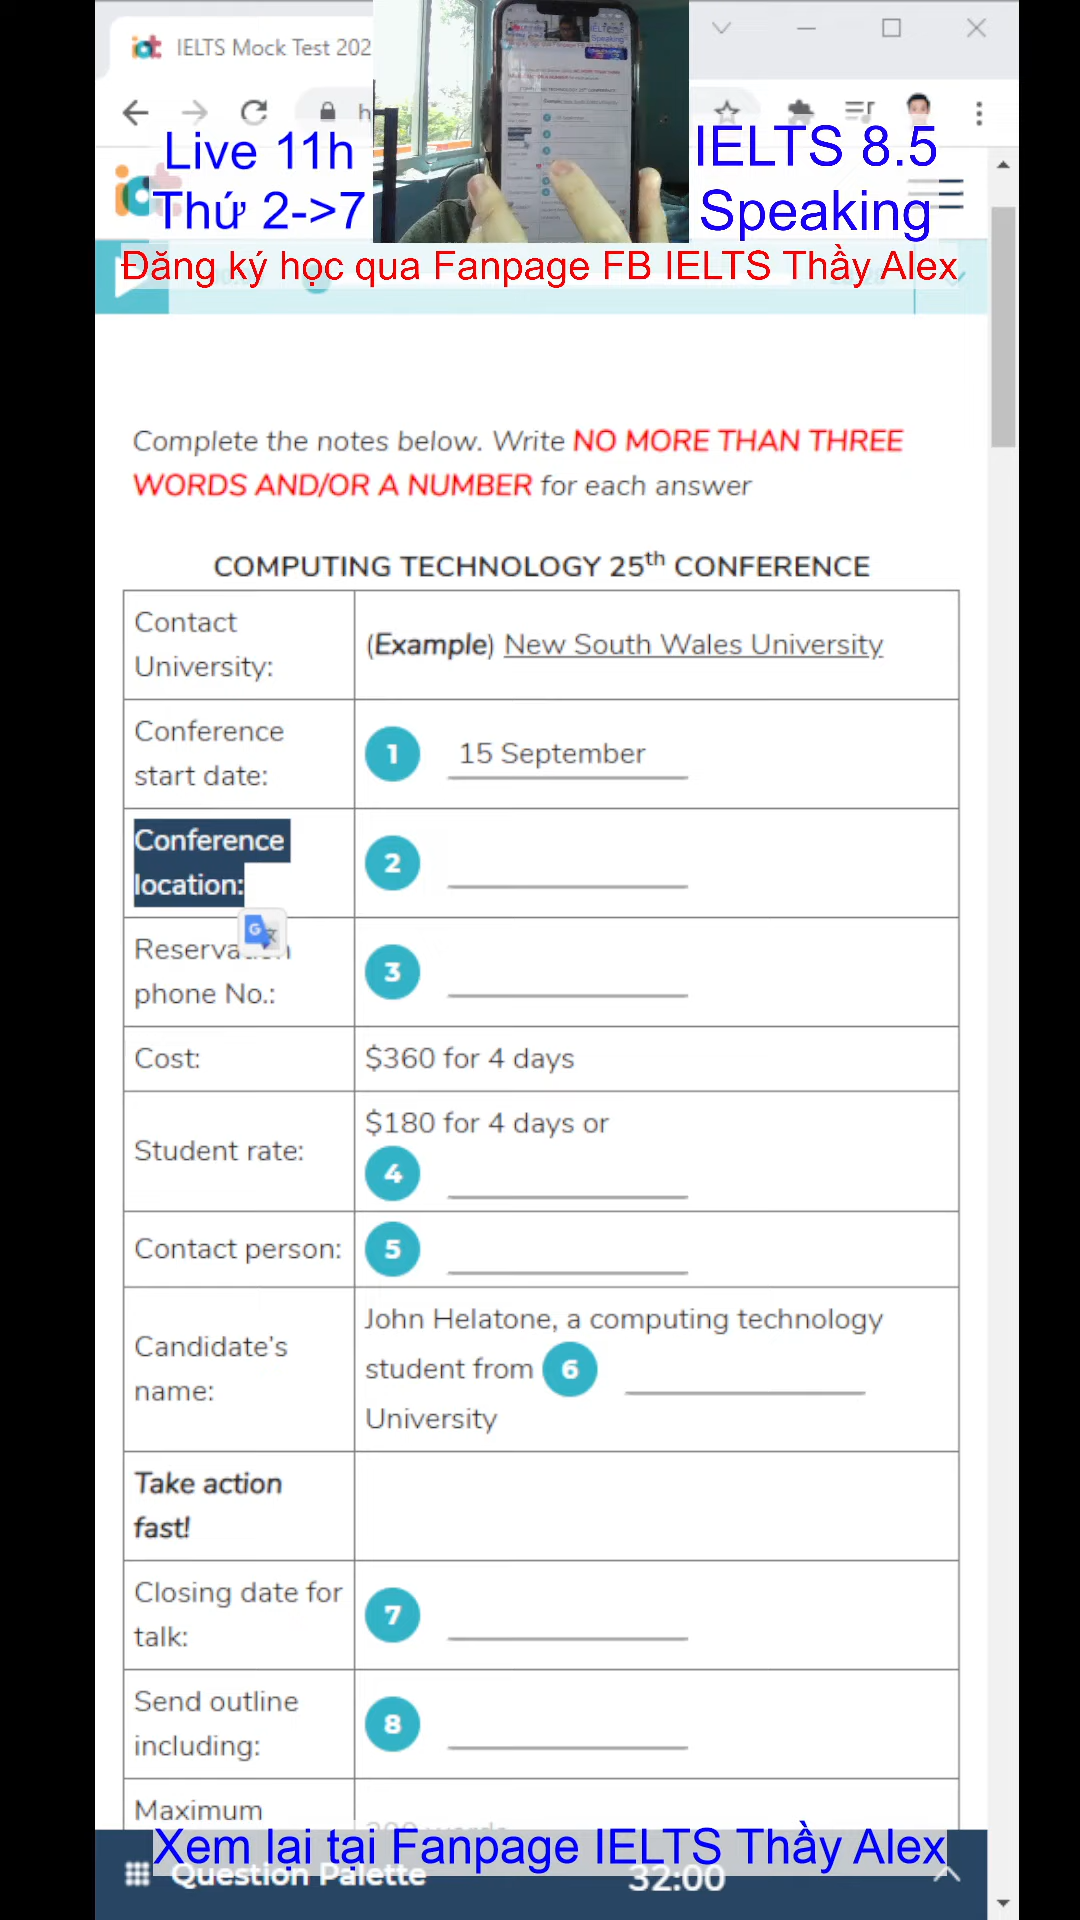 IELTS Mock Test 202
Live 11h
Thứ 2->7
IELTS 8.5
Speaking
Đăng ký học qua Fanpage FB IELTS Thầy Alex
Complete the notes below. Write NO MORE THAN THREE
WORDS AND/OR A NUMBER for each answer
COMPUTING TECHNOLOGY 25th CONFERENCE
Contact
University:
(Example) New South Wales University
Conference
start date:
1 15 September
Conference
location:
2
Reservation
phone No.:
3
Cost:
$360 for 4 days
Student rate:
$180 for 4 days or
4
Contact person:
5
Candidate's
name:
John Helatone, a computing technology
student from 6
University
Take action
fast!
Closing date for
talk:
7
Send outline
including:
8
Maximum
Xem lại tại Fanpage IELTS Thầy Alex
Question Palette
32:00